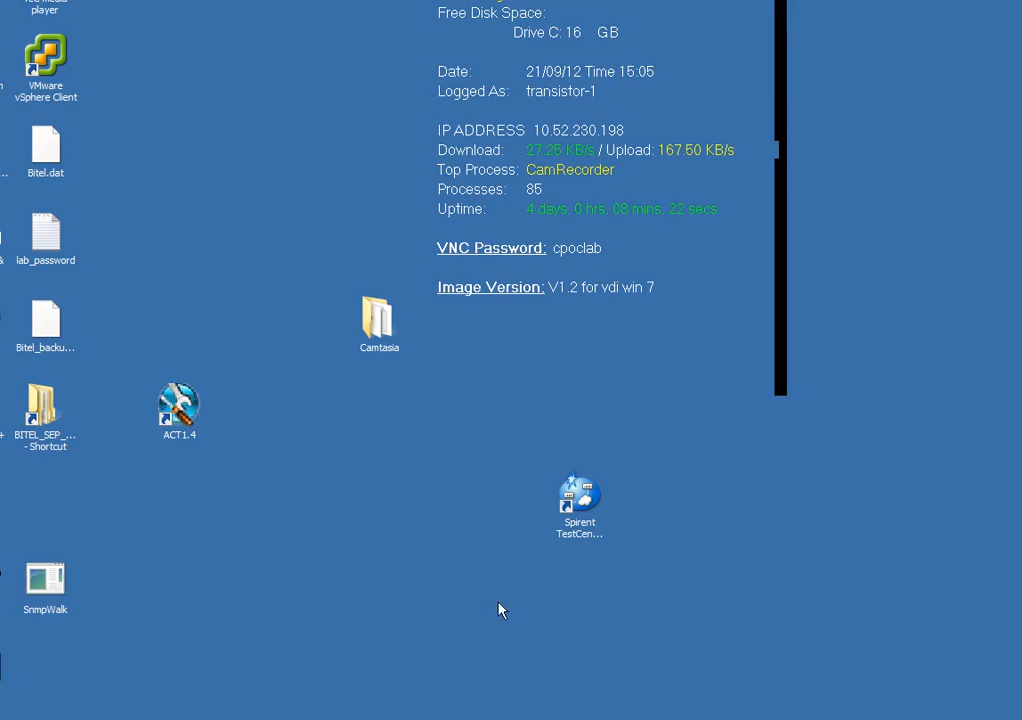 player
VMware
vSphere Client
Bitel.dat
lab_password
Bitel_backu...
BITEL_SEP_...
- Shortcut
SnmpWalk
ACT1.4
Camtasia
Spirent
TestCen...
Free Disk Space:
Drive C: 16 GB
Date: 21/09/12 Time 15:05
Logged As: transistor-1
IP ADDRESS 10.52.230.198
Download: 27.25 KB/s / Upload: 167.50 KB/s
Top Process: CamRecorder
Processes: 85
Uptime: 4 days, 0 hrs, 08 mins, 22 secs
VNC Password: cpoclab
Image Version: V1.2 for vdi win 7